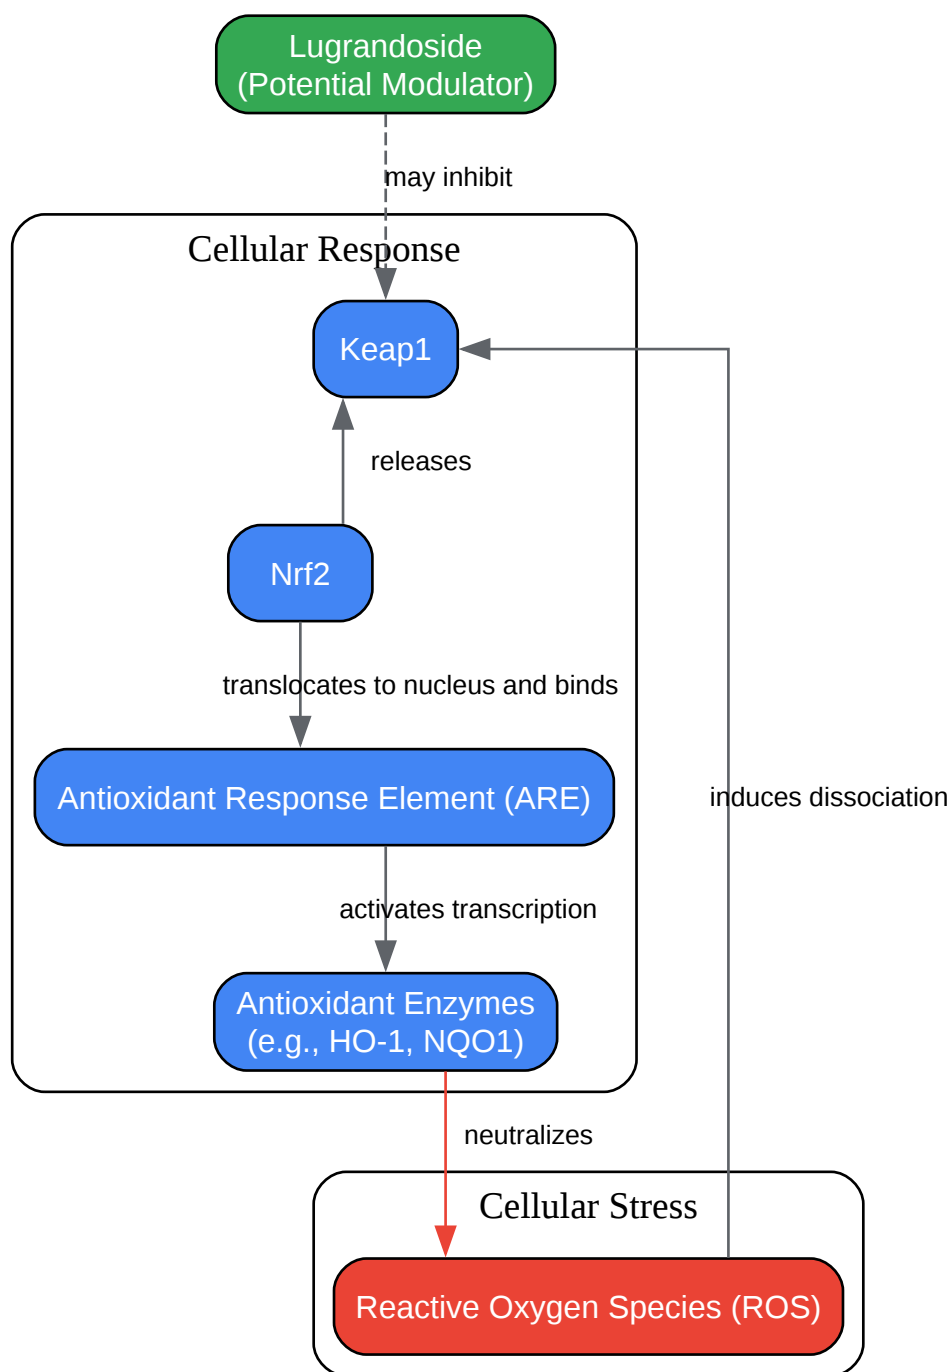 Lugrandoside
(Potential Modulator)
may inhibit
Cellular Response
Keap1
releases
Nrf2
translocates to nucleus and binds
Antioxidant Response Element (ARE)
induces dissociation
activates transcription
Antioxidant Enzymes
(e.g., HO-1, NQO1)
neutralizes
Cellular Stress
Reactive Oxygen Species (ROS)